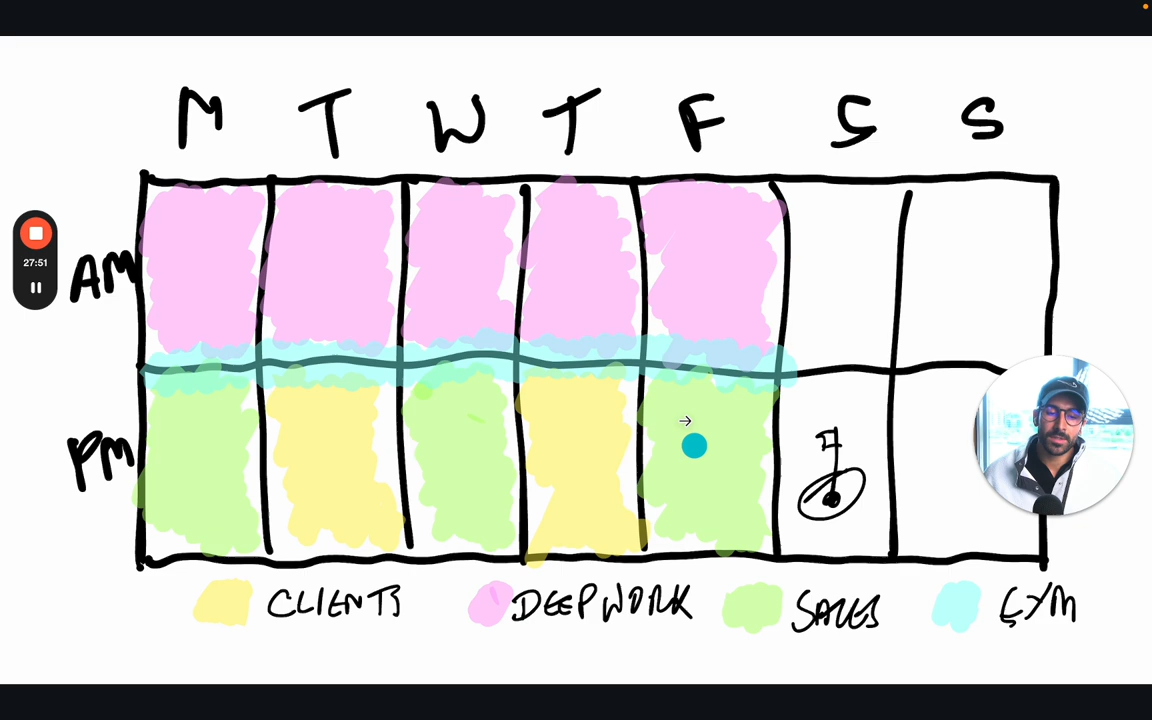 M T W T F S S
27:51
AM
PM
CLIENTS DEEPWORK SALES GYM